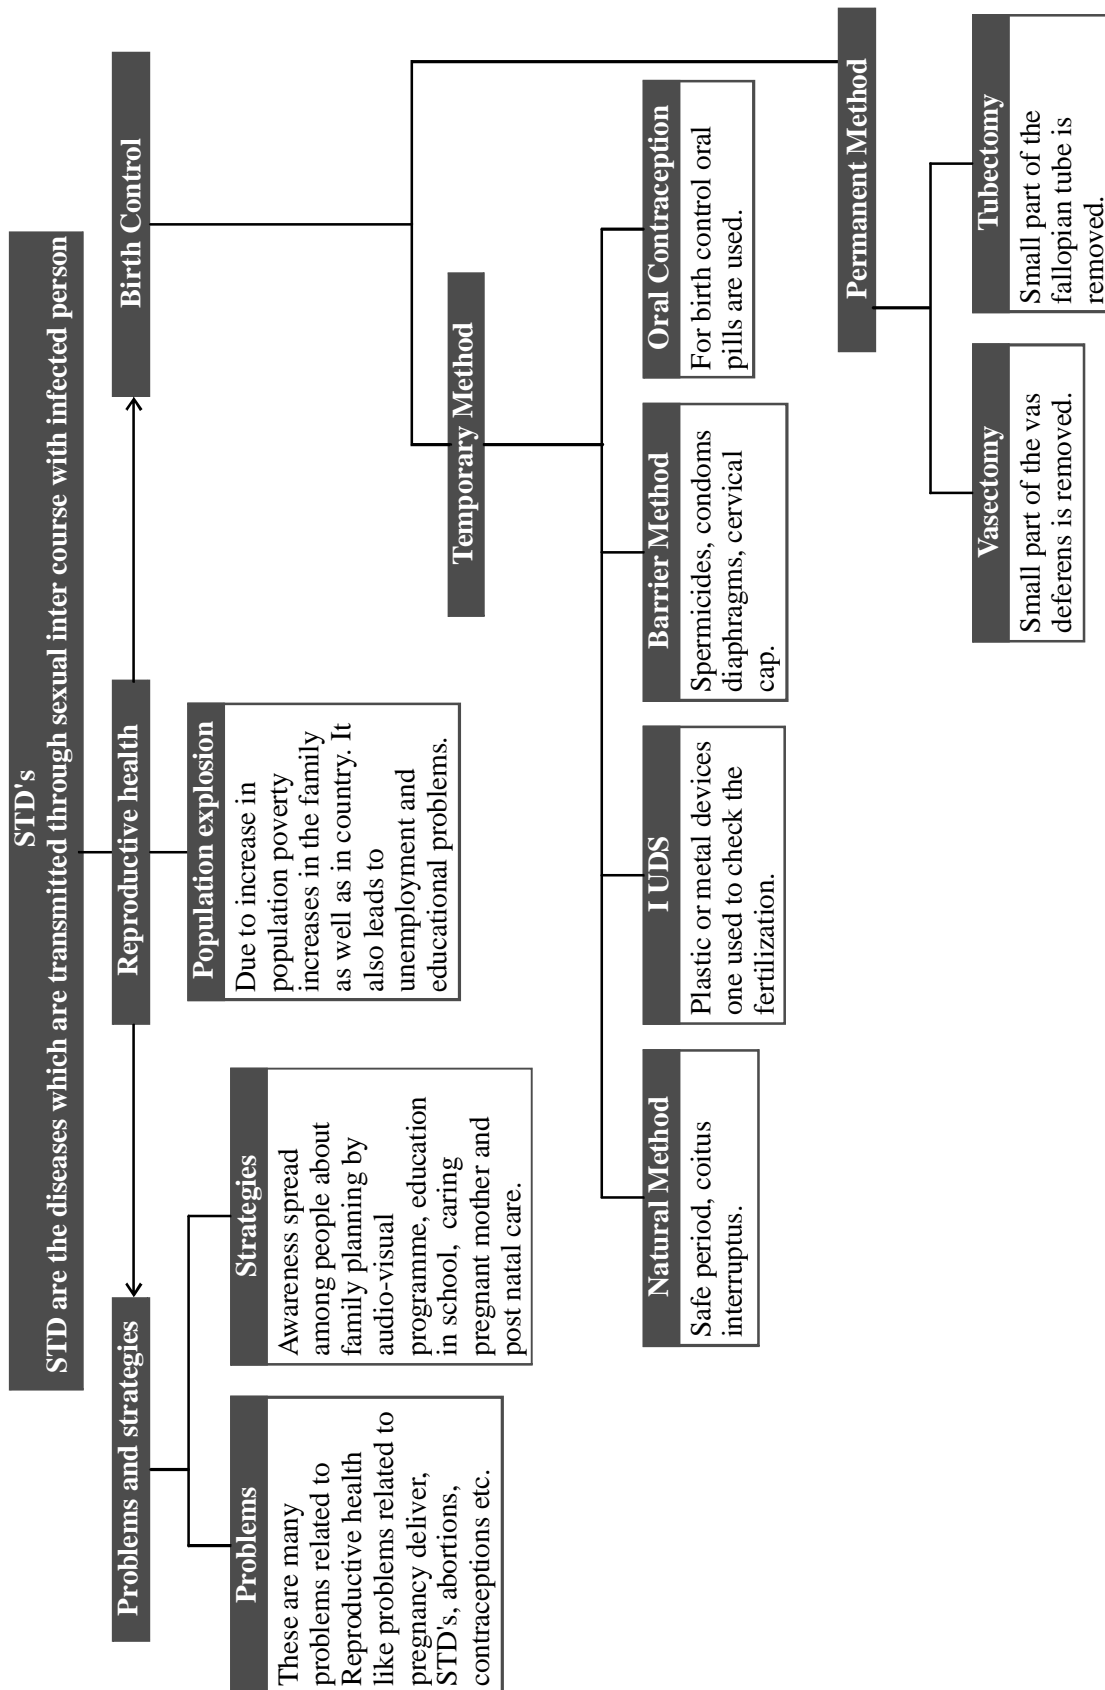 STD's
STD are the diseases which are transmitted through sexual inter course with infected person
Problems and strategies
Reproductive health
Birth Control
Problems
These are many
problems related to
Reproductive health
like problems related to
pregnancy deliver,
STD's, abortions,
contraceptions etc.
Strategies
Awareness spread
among people about
family planning by
audio-visual
programme, education
in school, caring
pregnant mother and
post natal care.
Population explosion
Due to increase in
population poverty
increases in the family
as well as in country. It
also leads to
unemployment and
educational problems.
Temporary Method
Natural Method
Safe period, coitus
interruptus.
I UDS
Plastic or metal devices
one used to check the
fertilization.
Barrier Method
Spermicides, condoms
diaphragms, cervical
cap.
Oral Contraception
For birth control oral
pills are used.
Permanent Method
Vasectomy
Small part of the vas
deferens is removed.
Tubectomy
Small part of the
fallopian tube is
removed.